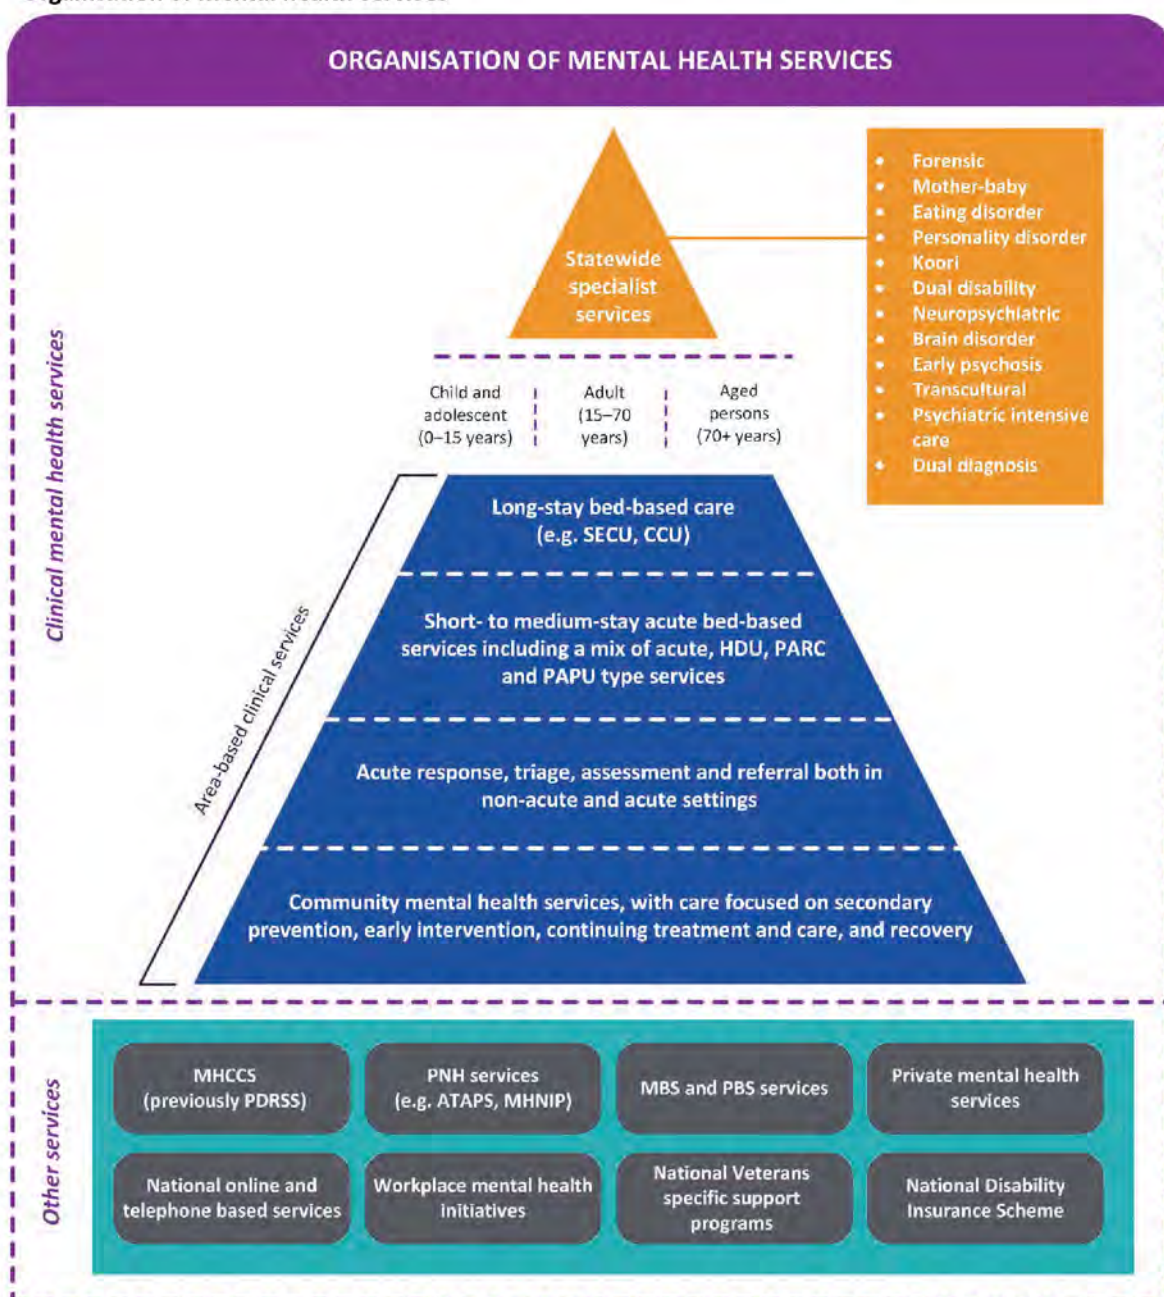 ORGANISATION OF MENTAL HEALTH SERVICES
Clinical mental health services
Statewide
specialist
services
• Forensic
• Mother-baby
• Eating disorder
• Personality disorder
• Koori
• Dual disability
• Neuropsychiatric
• Brain disorder
• Early psychosis
• Transcultural
• Psychiatric intensive
care
• Dual diagnosis
Child and
adolescent
(0–15 years)
Adult
(15–70
years)
Aged
persons
(70+ years)
Area-based clinical services
Long-stay bed-based care
(e.g. SECU, CCU)
Short- to medium-stay acute bed-based
services including a mix of acute, HDU, PARC
and PAPU type services
Acute response, triage, assessment and referral both in
non-acute and acute settings
Community mental health services, with care focused on secondary
prevention, early intervention, continuing treatment and care, and recovery
Other services
MHCCS
(previously PDRSS)
PNH services
(e.g. ATAPS, MHNIP)
MBS and PBS services
Private mental health
services
National online and
telephone based services
Workplace mental health
initiatives
National Veterans
specific support
programs
National Disability
Insurance Scheme